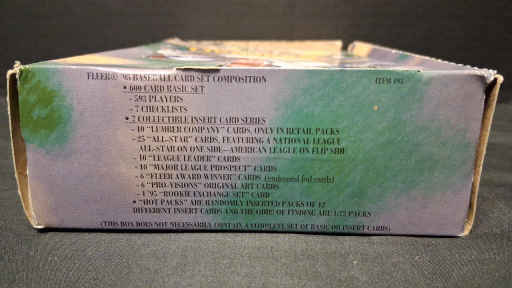 FLEER® '95 BASEBALL CARD SET COMPOSITION
ITEM #95
• 600 CARD BASIC SET
- 593 PLAYERS
- 7 CHECKLISTS
• 7 COLLECTIBLE INSERT CARD SERIES
- 10 "LUMBER COMPANY" CARDS, ONLY IN RETAIL PACKS
- 25 "ALL-STAR" CARDS, FEATURING A NATIONAL LEAGUE
ALL-STAR ON ONE SIDE—AMERICAN LEAGUE ON FLIP SIDE
- 10 "LEAGUE LEADER" CARDS
- 10 "MAJOR LEAGUE PROSPECT" CARDS
- 6 "FLEER AWARD WINNER" CARDS (embossed foil cards)
- 6 "PRO-VISIONS" ORIGINAL ART CARDS
- 1 '95 "ROOKIE EXCHANGE SET" CARD
• "HOT PACKS" ARE RANDOMLY INSERTED PACKS OF 12
DIFFERENT INSERT CARDS AND THE ODDS OF FINDING ARE 1:72 PACKS
(THIS BOX DOES NOT NECESSARILY CONTAIN A COMPLETE SET OF BASIC OR INSERT CARDS)